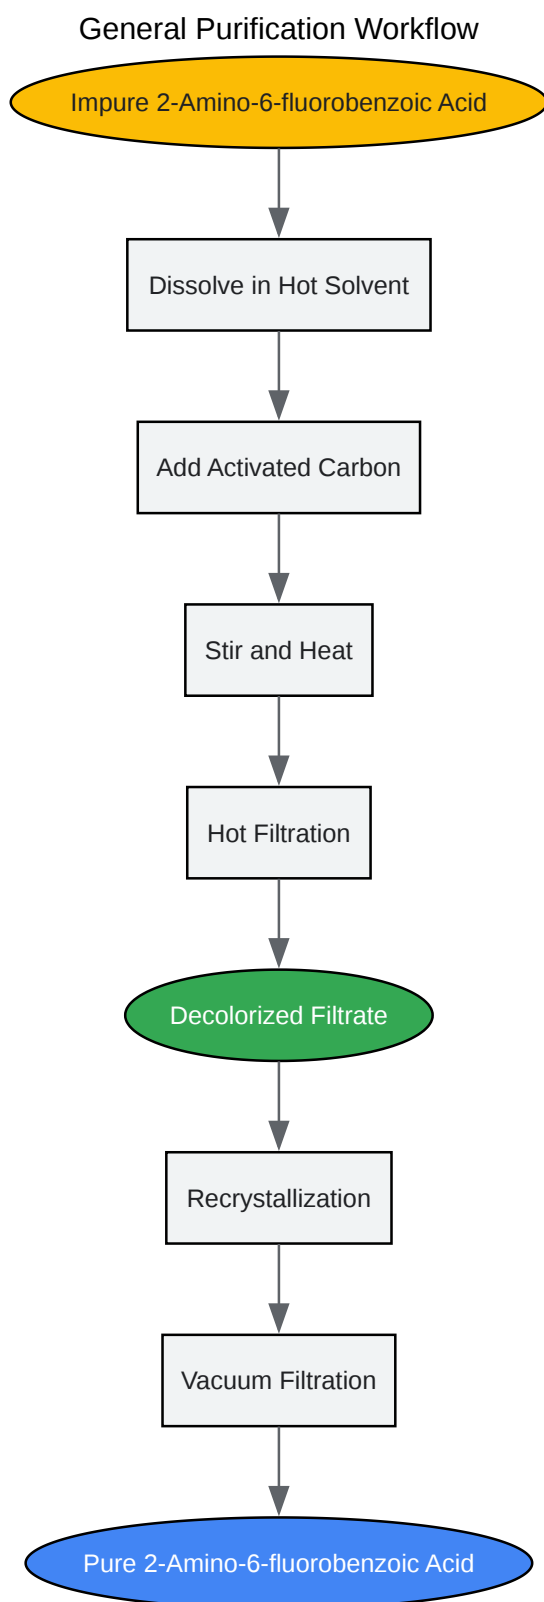 General Purification Workflow
Impure 2-Amino-6-fluorobenzoic Acid
Dissolve in Hot Solvent
Add Activated Carbon
Stir and Heat
Hot Filtration
Decolorized Filtrate
Recrystallization
Vacuum Filtration
Pure 2-Amino-6-fluorobenzoic Acid